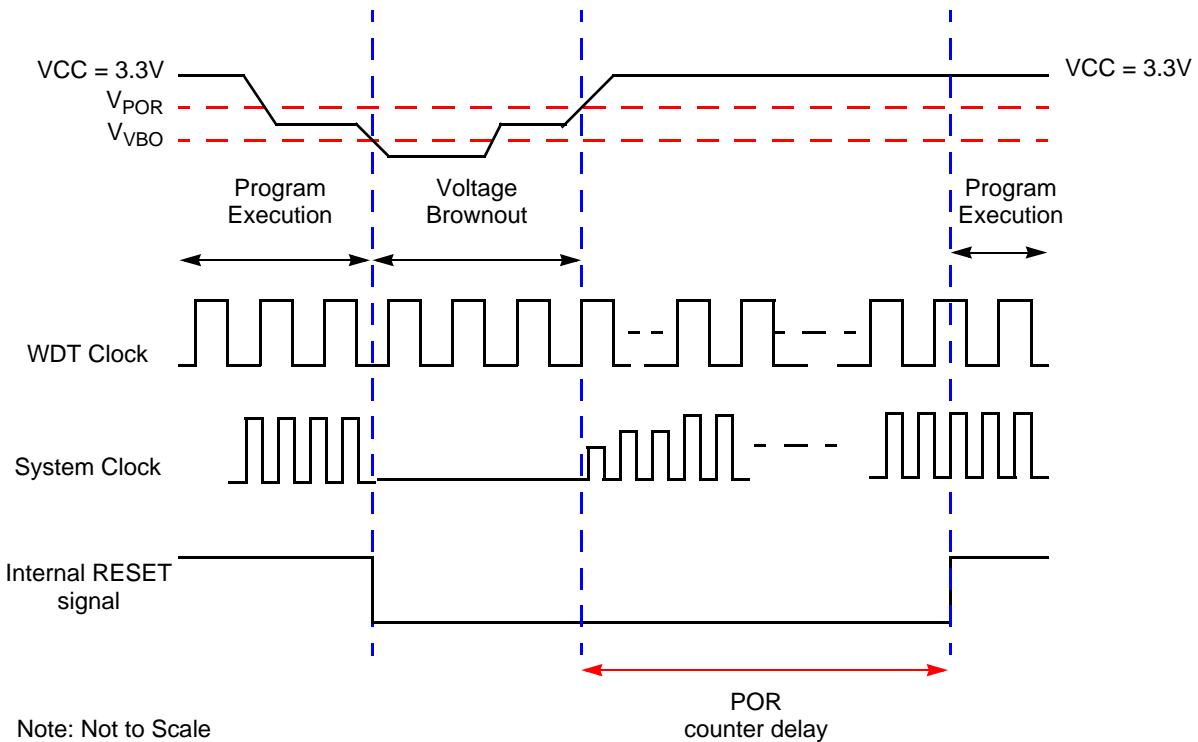 VCC = 3.3V
VCC = 3.3V
VPOR
VVBO
Program
Execution
Voltage
Brownout
Program
Execution
WDT Clock
System Clock
Internal RESET
signal
POR
counter delay
Note: Not to Scale